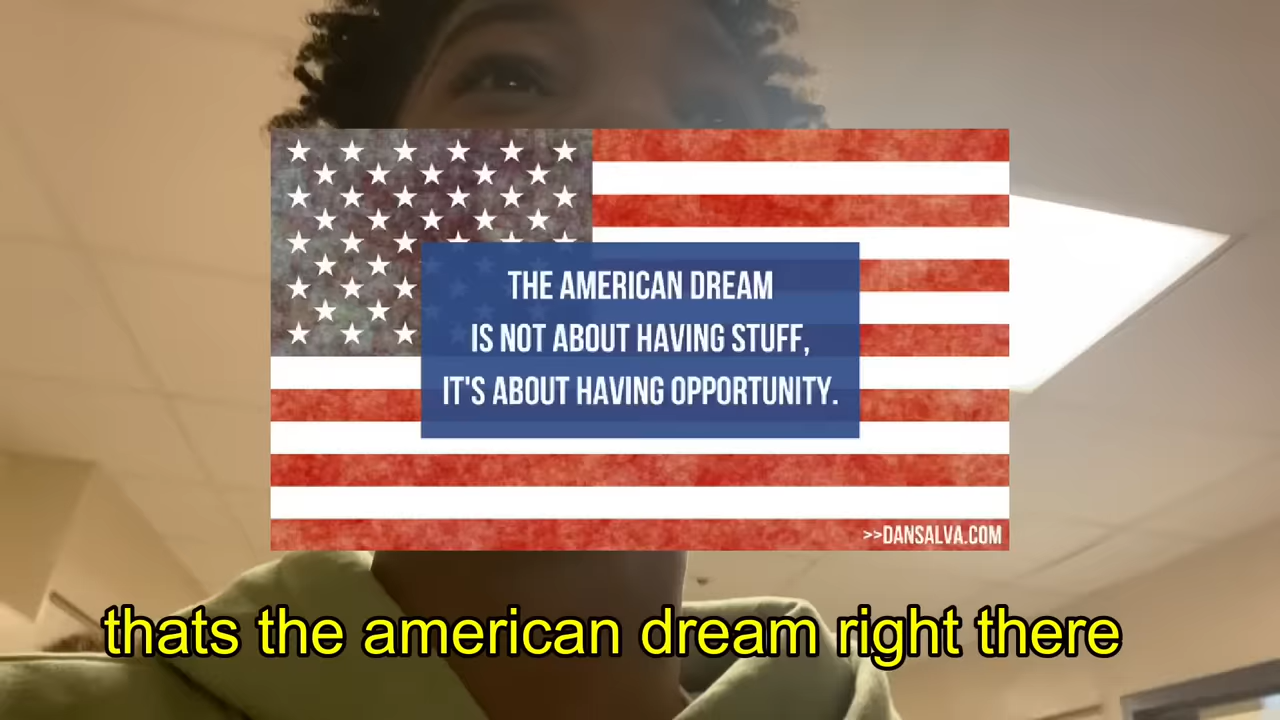 THE AMERICAN DREAM
IS NOT ABOUT HAVING STUFF,
IT'S ABOUT HAVING OPPORTUNITY.
>>DANSALVA.COM
thats the american dream right there